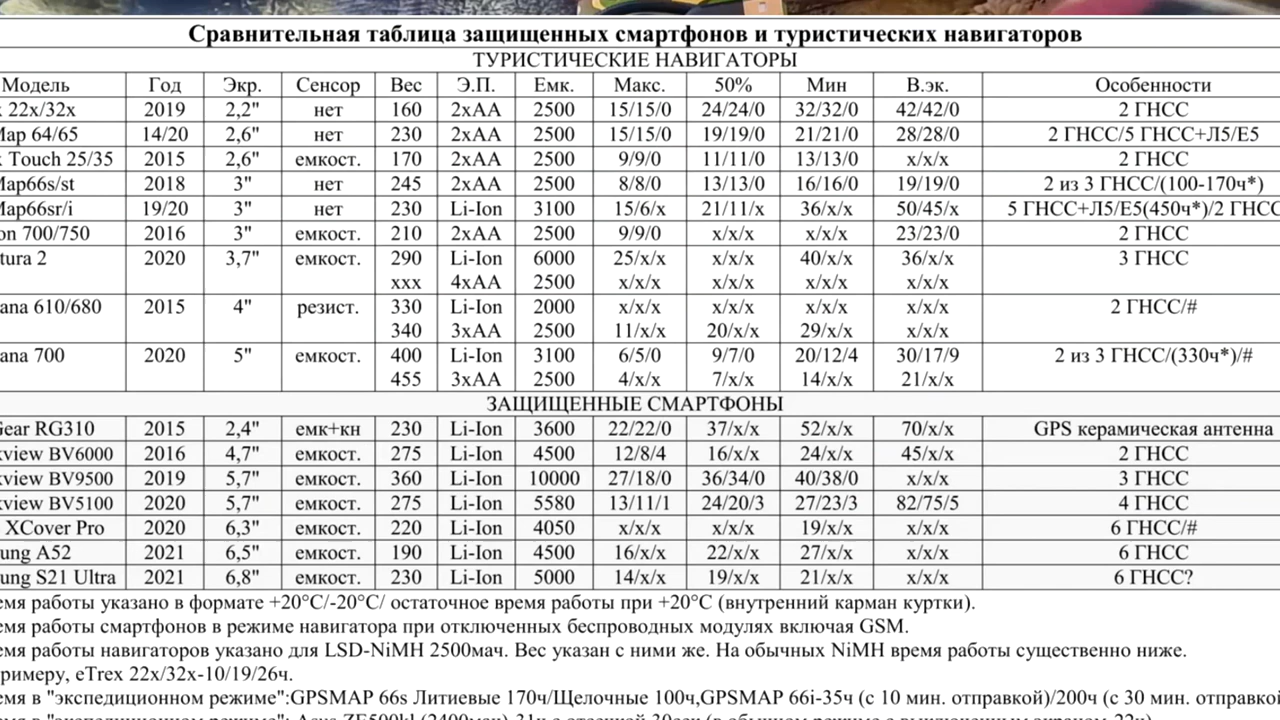 Сравнительная таблица защищенных смартфонов и туристических навигаторов
ТУРИСТИЧЕСКИЕ НАВИГАТОРЫ
Модель Год Экр. Сенсор Вес Э.П. Емк. Макс. 50% Мин В.эк. Особенности
x 22x/32x 2019 2,2" нет 160 2xAA 2500 15/15/0 24/24/0 32/32/0 42/42/0 2 ГНСС
Map 64/65 14/20 2,6" нет 230 2xAA 2500 15/15/0 19/19/0 21/21/0 28/28/0 2 ГНСС/5 ГНСС+Л5/Е5
x Touch 25/35 2015 2,6" емкост. 170 2xAA 2500 9/9/0 11/11/0 13/13/0 x/x/x 2 ГНСС
Map66s/st 2018 3" нет 245 2xAA 2500 8/8/0 13/13/0 16/16/0 19/19/0 2 из 3 ГНСС/(100-170ч*)
Map66sr/i 19/20 3" нет 230 Li-Ion 3100 15/6/x 21/11/x 36/x/x 50/45/x 5 ГНСС+Л5/Е5(450ч*)/2 ГНСС
on 700/750 2016 3" емкост. 210 2xAA 2500 9/9/0 x/x/x x/x/x 23/23/0 2 ГНСС
tura 2 2020 3,7" емкост. 290 Li-Ion 6000 25/x/x x/x/x 40/x/x 36/x/x 3 ГНСС
xxx 4xAA x/x/x x/x/x x/x/x x/x/x
ana 610/680 2015 4" резист. 330 Li-Ion 2000 x/x/x x/x/x x/x/x x/x/x 2 ГНСС/#
340 3xAA 2500 11/x/x 20/x/x 29/x/x x/x/x
ana 700 2020 5" емкост. 400 Li-Ion 3100 6/5/0 9/7/0 20/12/4 30/17/9 2 из 3 ГНСС/(330ч*)/#
455 3xAA 2500 4/x/x 7/x/x 14/x/x 21/x/x
ЗАЩИЩЕННЫЕ СМАРТФОНЫ
Gear RG310 2015 2,4" емк+кн 230 Li-Ion 3600 22/22/0 37/x/x 52/x/x 70/x/x GPS керамическая антенна
kview BV6000 2016 4,7" емкост. 275 Li-Ion 4500 12/8/4 16/x/x 24/x/x 45/x/x 2 ГНСС
kview BV9500 2019 5,7" емкост. 360 Li-Ion 10000 27/18/0 36/34/0 40/38/0 x/x/x 3 ГНСС
kview BV5100 2020 5,7" емкост. 275 Li-Ion 5580 13/11/1 24/20/3 27/23/3 82/75/5 4 ГНСС
XCover Pro 2020 6,3" емкост. 220 Li-Ion 4050 x/x/x x/x/x 19/x/x x/x/x 6 ГНСС/#
ung A52 2021 6,5" емкост. 190 Li-Ion 4500 16/x/x 22/x/x 27/x/x x/x/x 6 ГНСС
ung S21 Ultra 2021 6,8" емкост. 230 Li-Ion 5000 14/x/x 19/x/x 21/x/x x/x/x 6 ГНСС?
емя работы указано в формате +20°C/-20°C/ остаточное время работы при +20°C (внутренний карман куртки).
емя работы смартфонов в режиме навигатора при отключенных беспроводных модулях включая GSM.
емя работы навигаторов указано для LSD-NiMH 2500мач. Вес указан с ними же. На обычных NiMH время работы существенно ниже.
римеру, eTrex 22x/32x-10/19/26ч.
емя в "экспедиционном режиме":GPSMAP 66s Литиевые 170ч/Щелочные 100ч,GPSMAP 66i-35ч (с 10 мин. отправкой)/200ч (с 30 мин. отправкой